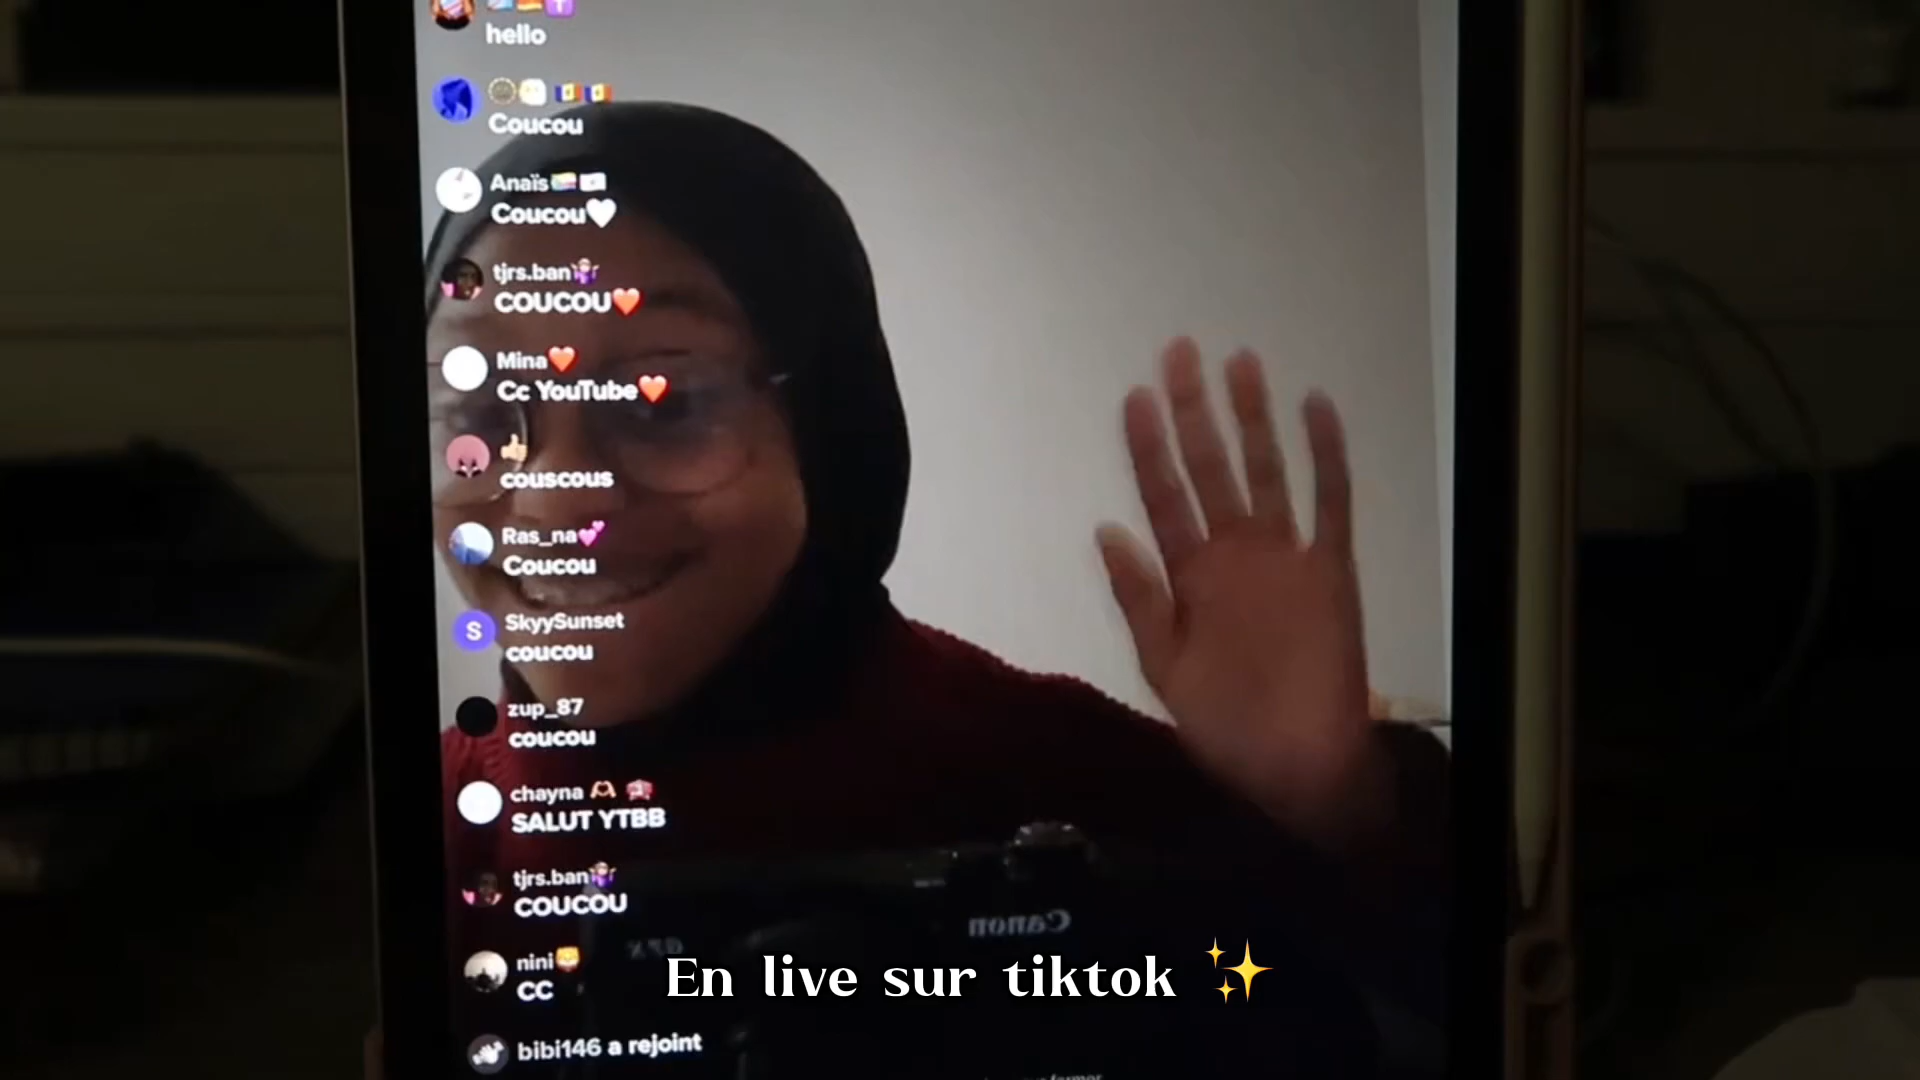 hello
Coucou
Anaïs
Coucou🤍
tjrs.ban🤷
COUCOU❤️
Mina❤️
Cc YouTube❤️
👍
couscous
Ras_na💕
Coucou
S
SkyySunset
coucou
zup_87
coucou
chayna 🫶
SALUT YTBB
tjrs.ban🤷
COUCOU
Canon
nini
CC
En live sur tiktok ✨
bibi146 a rejoint